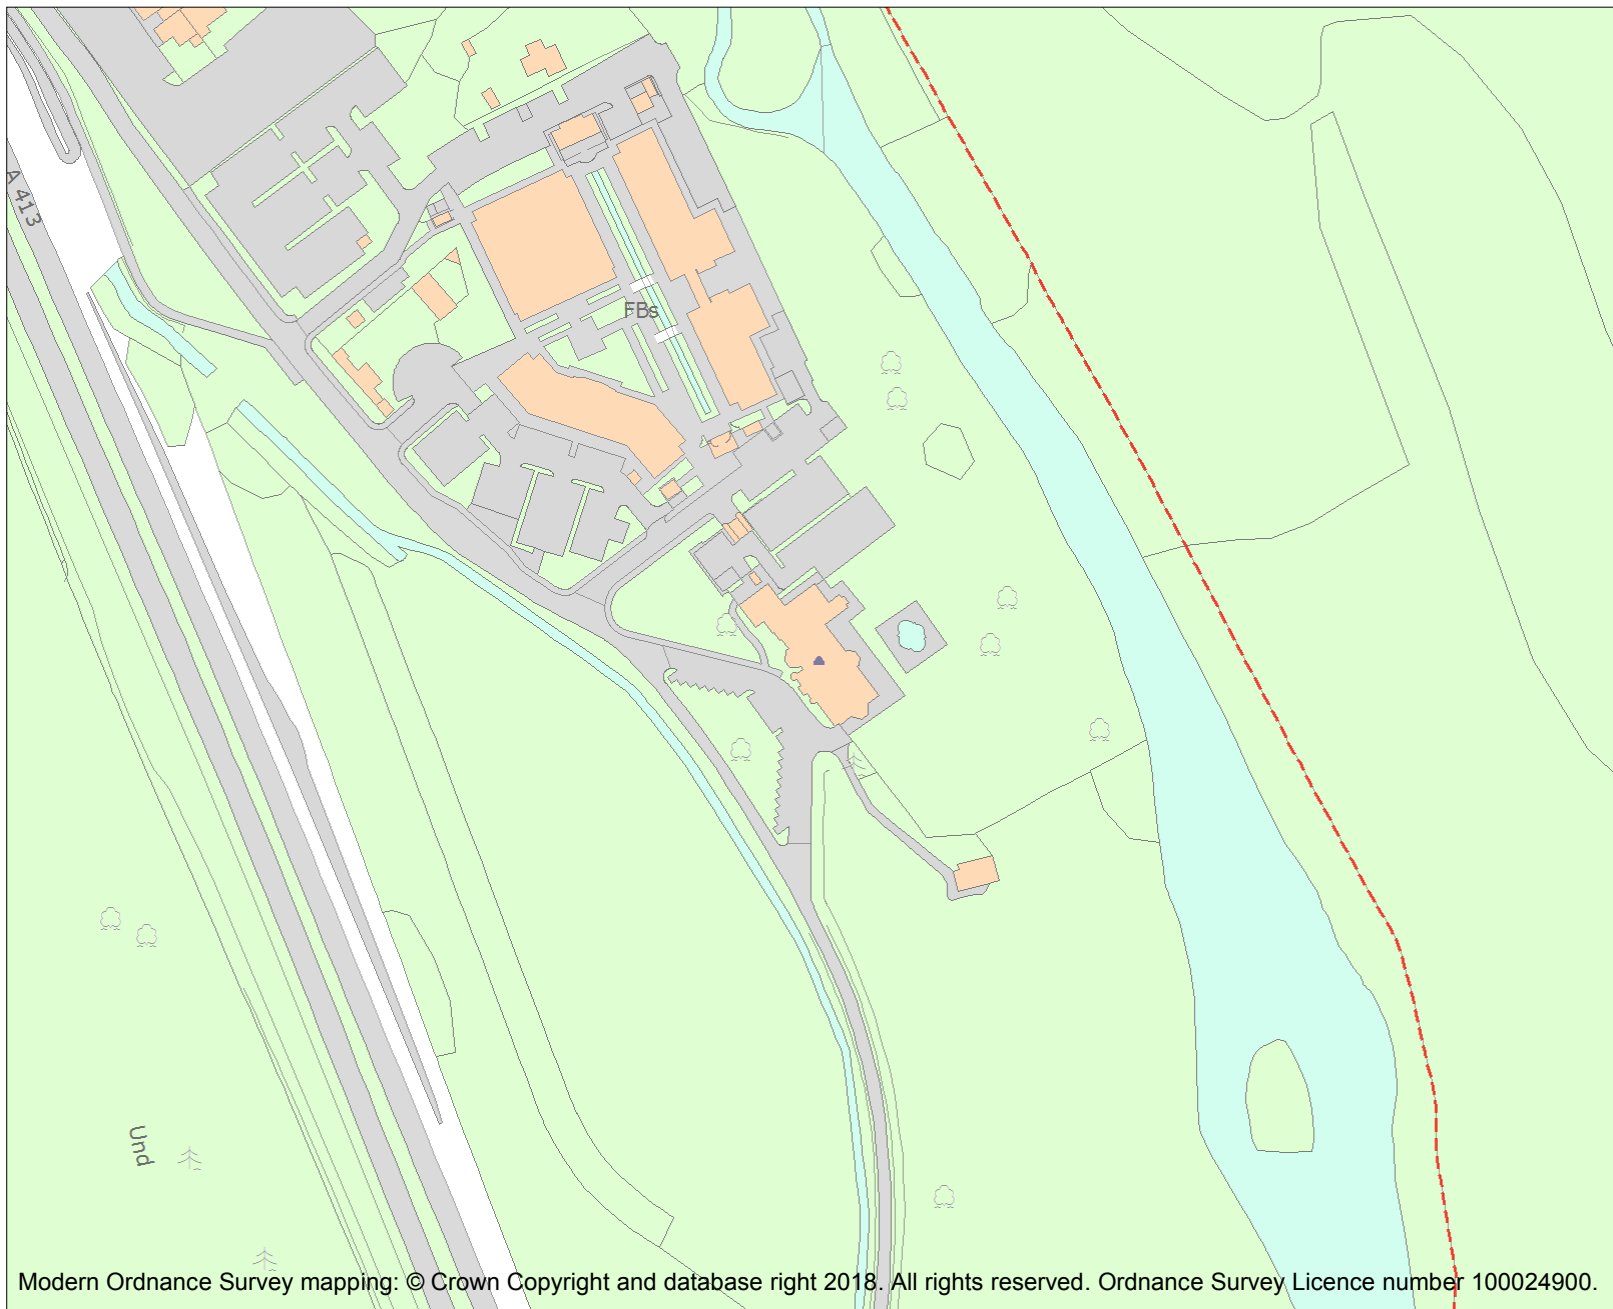 A 413
FBs
Und
Modern Ordnance Survey mapping: © Crown Copyright and database right 2018. All rights reserved. Ordnance Survey Licence number 100024900.